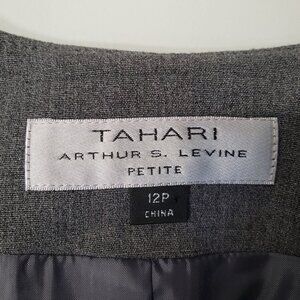 TAHARI
ARTHUR S. LEVINE
PETITE
12P
CHINA